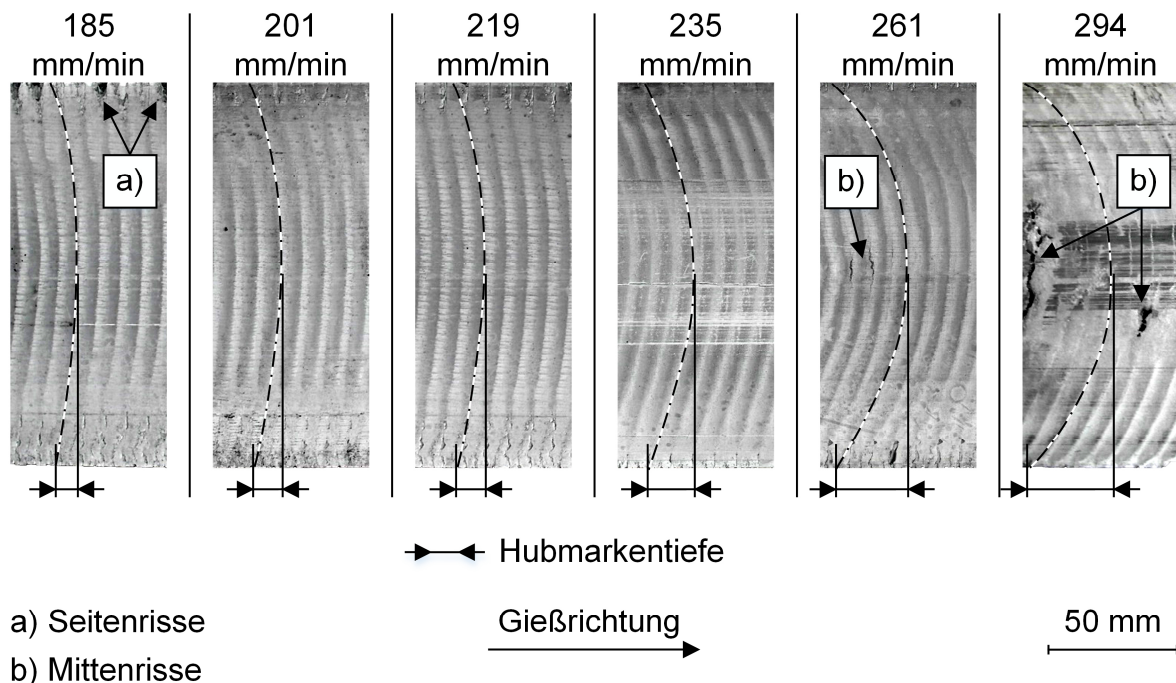 185 201 219 235 261 294
mm/min mm/min mm/min mm/min mm/min mm/min
a) b) b)
Hubmarkentiefe
a) Seitenrisse Gießrichtung 50 mm
b) Mittenrisse